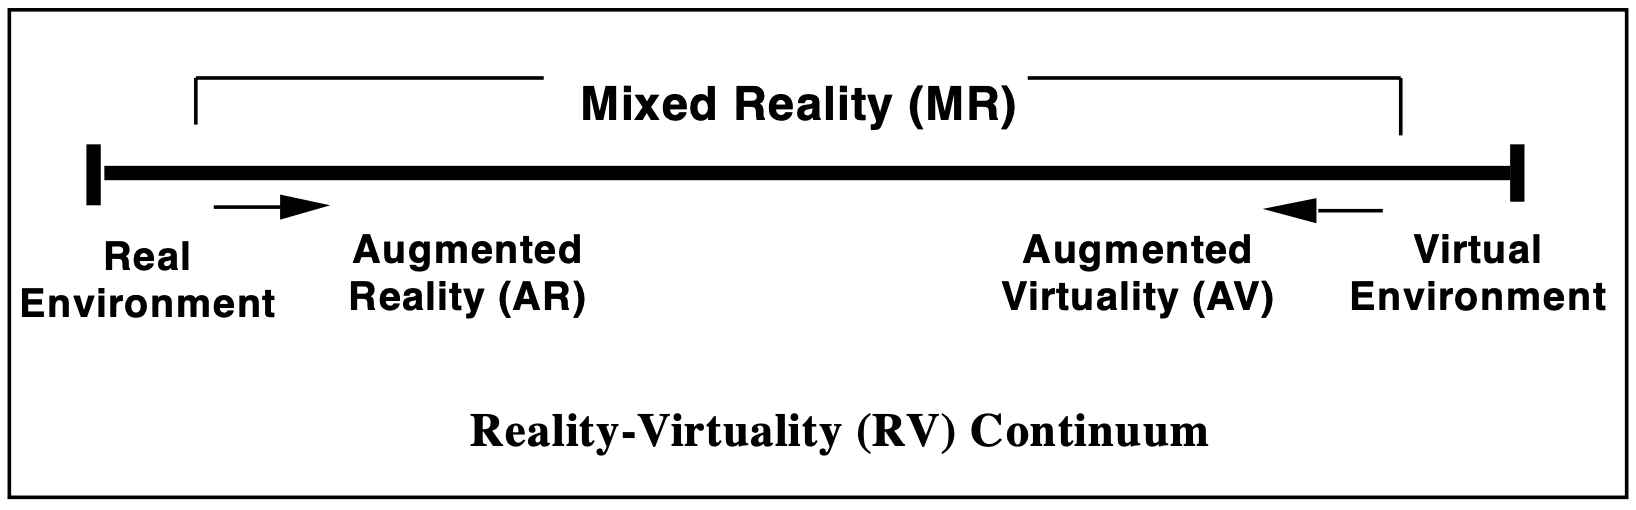 Mixed Reality (MR)
Real
Environment
Augmented
Reality (AR)
Augmented
Virtuality (AV)
Virtual
Environment
Reality-Virtuality (RV) Continuum